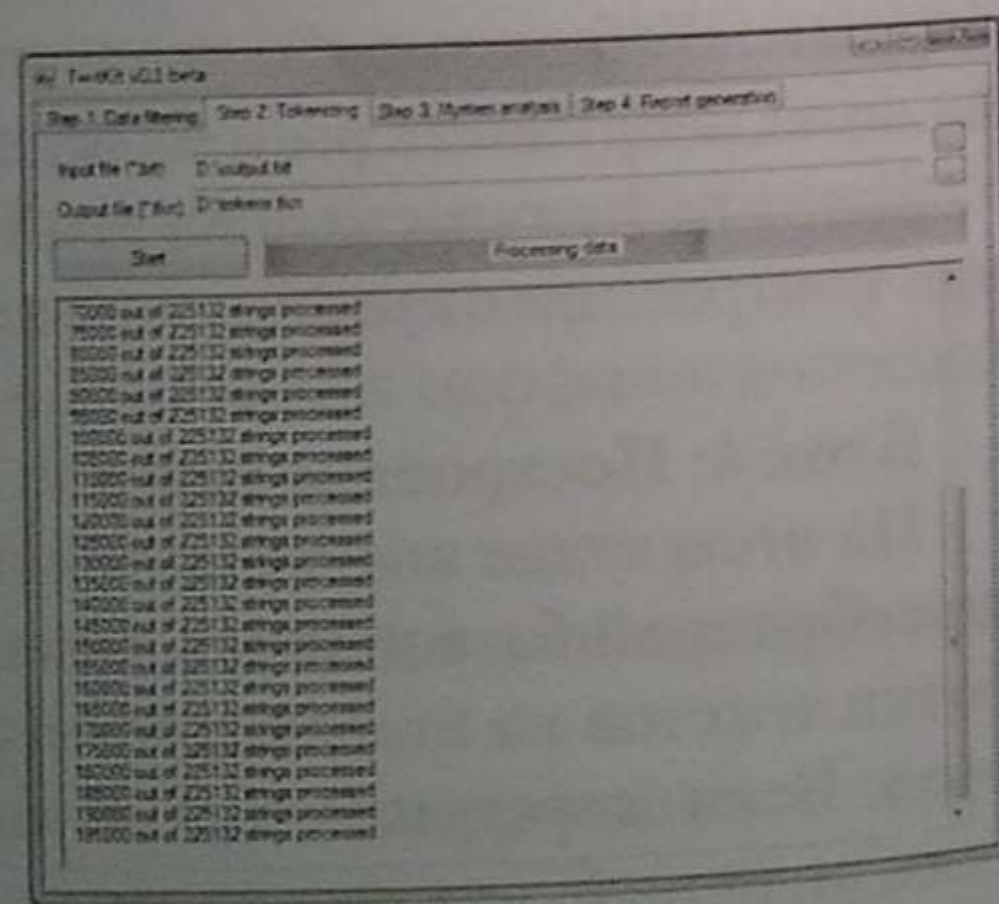 v0.1 beta
Step 1. Data filtering Step 2. Tokenizing Step 3. Mystem analysis Step 4. Report generation
Input file (*.txt) D:\output.txt
Output file D:\tokens
Start Processing data
70000 out of 225132 strings processed
75000 out of 225132 strings processed
80000 out of 225132 strings processed
85000 out of 225132 strings processed
90000 out of 225132 strings processed
95000 out of 225132 strings processed
100000 out of 225132 strings processed
105000 out of 225132 strings processed
110000 out of 225132 strings processed
115000 out of 225132 strings processed
120000 out of 225132 strings processed
125000 out of 225132 strings processed
130000 out of 225132 strings processed
135000 out of 225132 strings processed
140000 out of 225132 strings processed
145000 out of 225132 strings processed
150000 out of 225132 strings processed
155000 out of 225132 strings processed
160000 out of 225132 strings processed
165000 out of 225132 strings processed
170000 out of 225132 strings processed
175000 out of 225132 strings processed
180000 out of 225132 strings processed
185000 out of 225132 strings processed
190000 out of 225132 strings processed
195000 out of 225132 strings processed